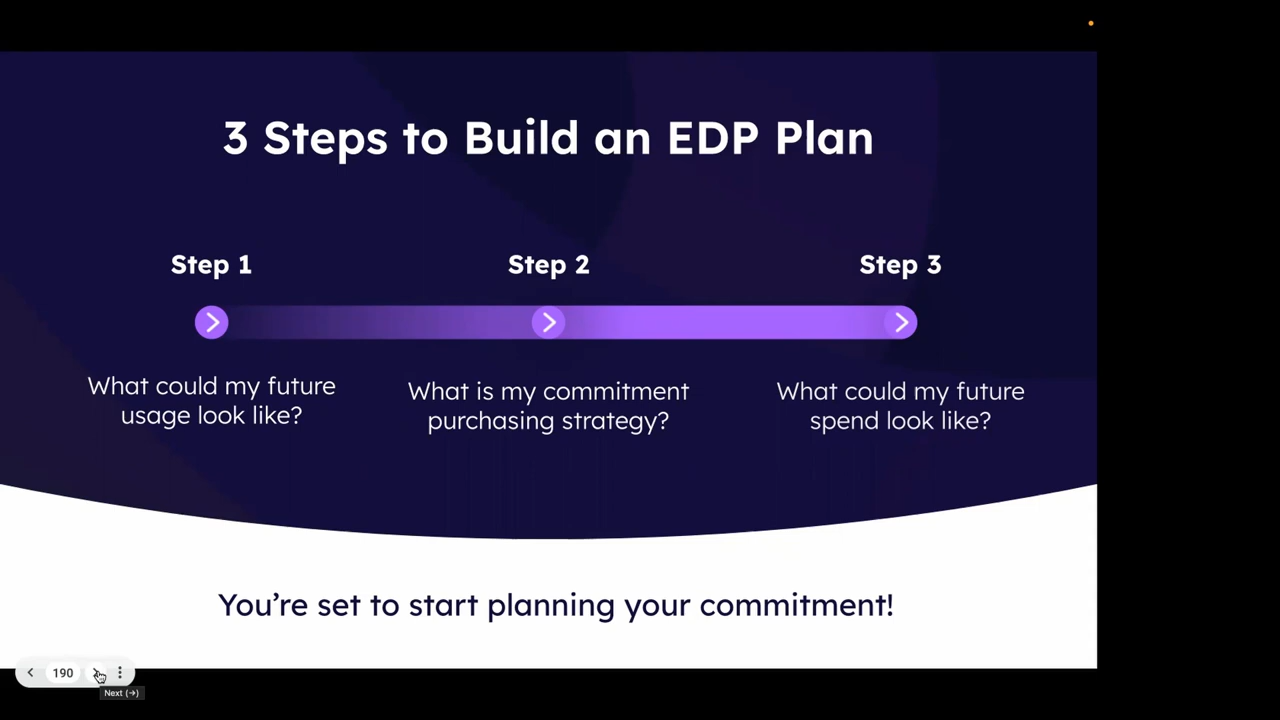 3 Steps to Build an EDP Plan
Step 1
Step 2
Step 3
What could my future
usage look like?
What is my commitment
purchasing strategy?
What could my future
spend look like?
You’re set to start planning your commitment!
190
Next (→)